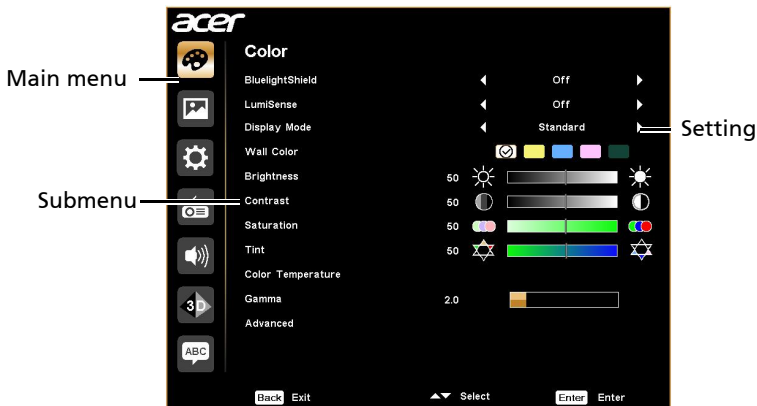 acer
Color
Main menu
BluelightShield Off
LumiSense Off
Display Mode Standard
Setting
Wall Color
Brightness 50
Submenu
Contrast 50
Saturation 50
Tint 50
Color Temperature
3D
Gamma 2.0
Advanced
ABC
Back Exit Select Enter Enter